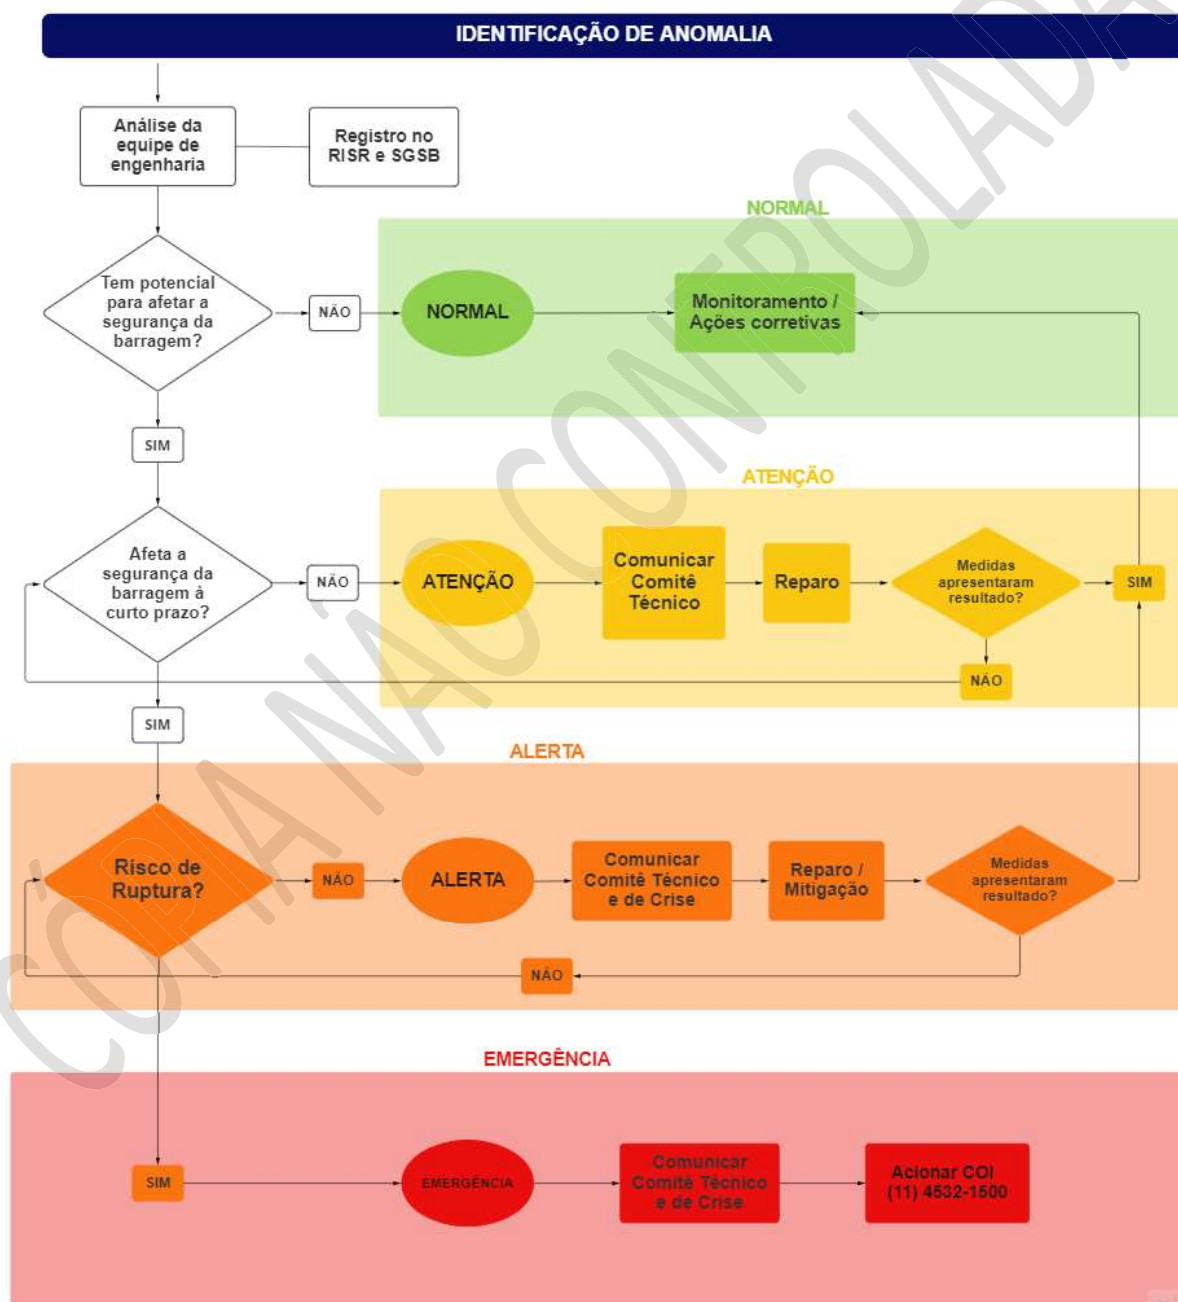 IDENTIFICAÇÃO DE ANOMALIA
Análise da
equipe de
engenharia
Registro no
RISR e SGSB
NORMAL
Tem potencial
para afetar a
segurança da
barragem?
NÃO
NORMAL
Monitoramento /
Ações corretivas
SIM
ATENÇÃO
Afeta a
segurança da
barragem à
curto prazo?
NÃO
ATENÇÃO
Comunicar
Comitê
Técnico
Reparo
Medidas
apresentaram
resultado?
SIM
NÃO
SIM
ALERTA
Risco de
Ruptura?
NÃO
ALERTA
Comunicar
Comitê Técnico
e de Crise
Reparo /
Mitigação
Medidas
apresentaram
resultado?
NÃO
EMERGÊNCIA
SIM
EMERGÊNCIA
Comunicar
Comitê Técnico
e de Crise
Acionar COI
(11) 4532-1500
CÓPIA NÃO CONTROLADA